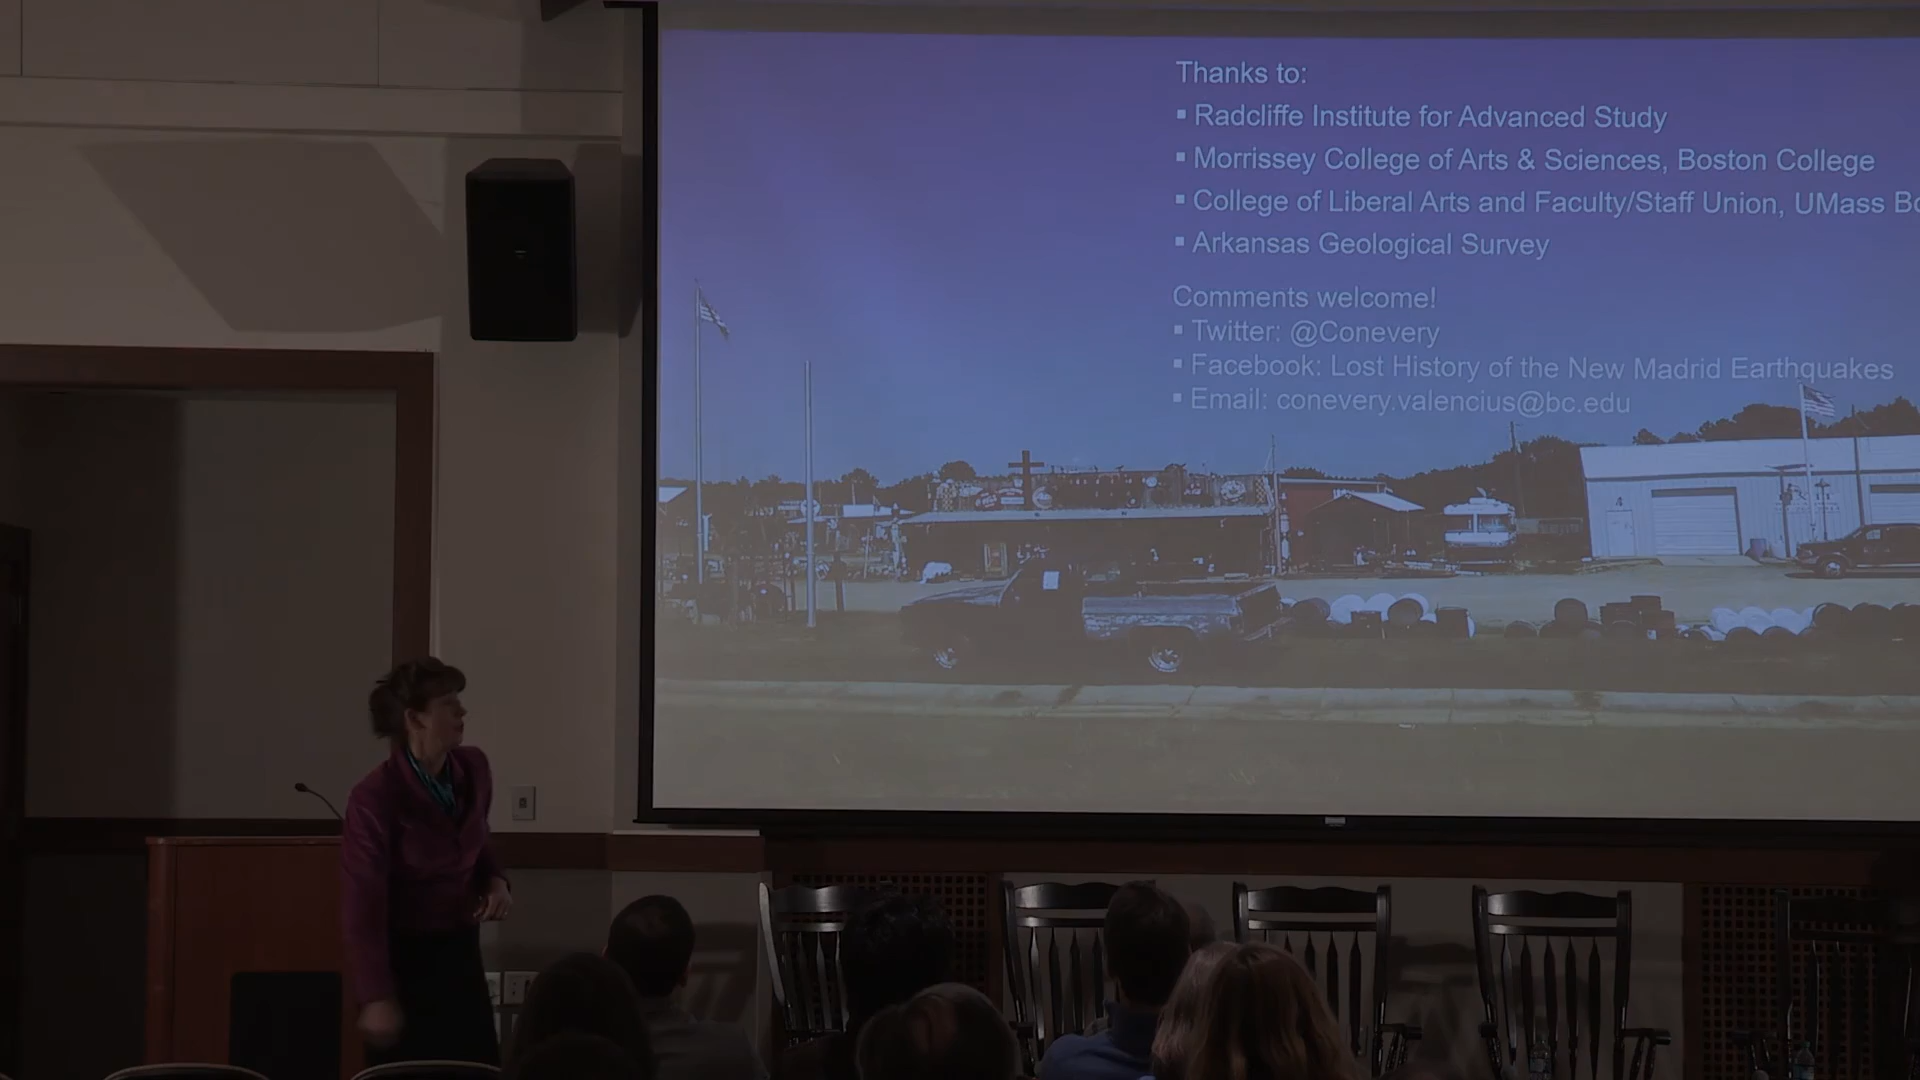 Thanks to:
▪ Radcliffe Institute for Advanced Study
▪ Morrissey College of Arts & Sciences, Boston College
▪ College of Liberal Arts and Faculty/Staff Union, UMass
▪ Arkansas Geological Survey
Comments welcome!
▪ Twitter: @Conevery
▪ Facebook: Lost History of the New Madrid Earthquakes
▪ Email: conevery.valencius@bc.edu